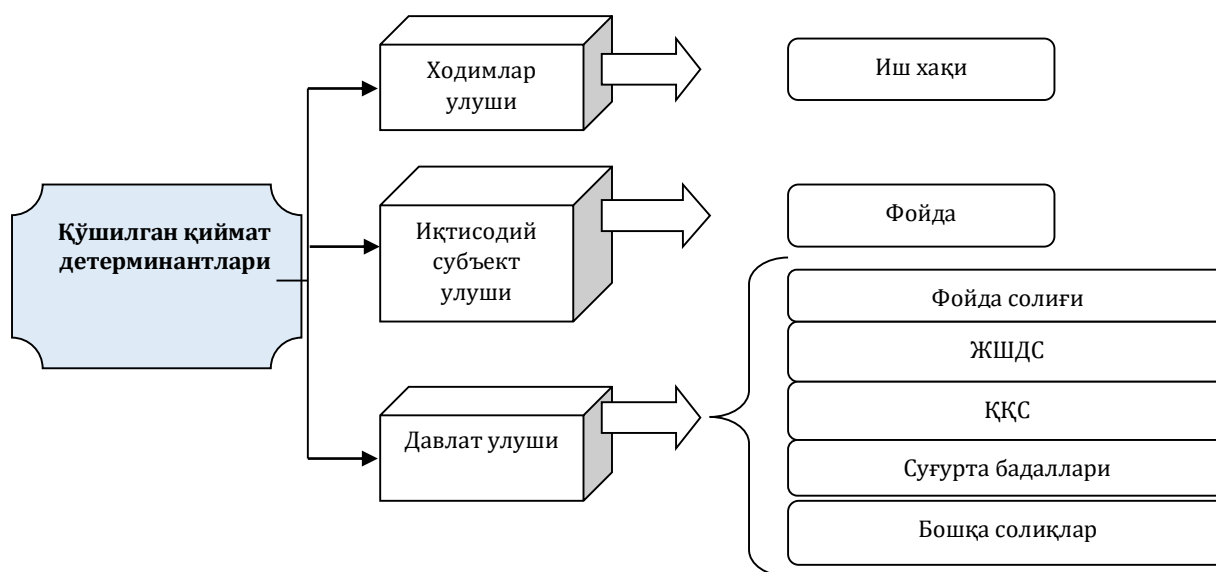 Қўшилган қиймат
детерминантлари
Ходимлар
улуши
Иш хақи
Иқтисодий
субъект
улуши
Фойда
Давлат улуши
Фойда солиғи
ЖШДС
ҚҚС
Суғурта бадаллари
Бошқа солиқлар